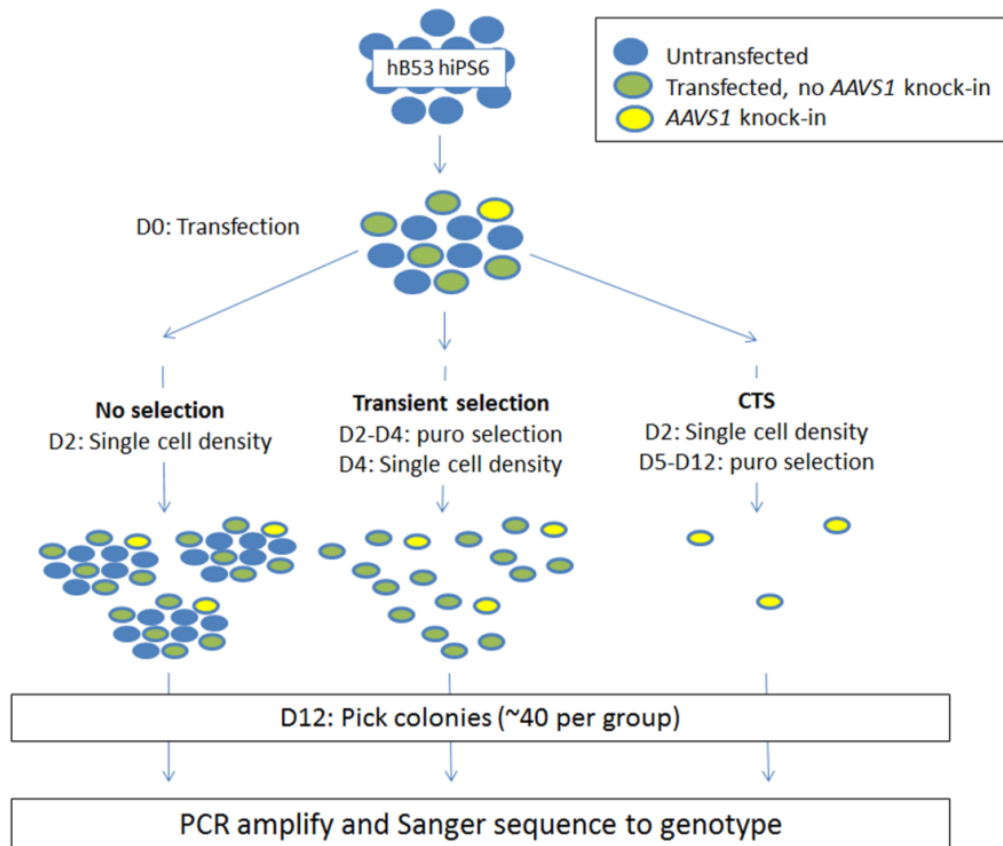 hB53 hiPS6
Untransfected
Transfected, no AAVS1 knock-in
AAVS1 knock-in
D0: Transfection
No selection
D2: Single cell density
Transient selection
D2-D4: puro selection
D4: Single cell density
CTS
D2: Single cell density
D5-D12: puro selection
D12: Pick colonies (~40 per group)
PCR amplify and Sanger sequence to genotype